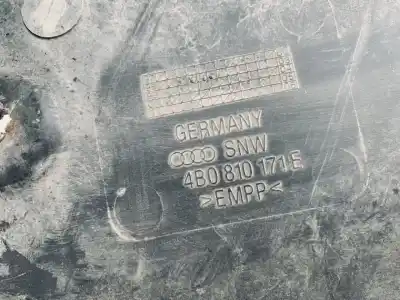 GERMANY
SNW
4B0 810 171 E
>EMPP<